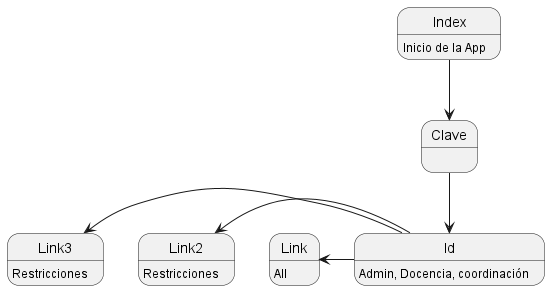 Index
Inicio de la App
Clave
Link3
Restricciones
Link2
Restricciones
Link
All
Id
Admin, Docencia, coordinación